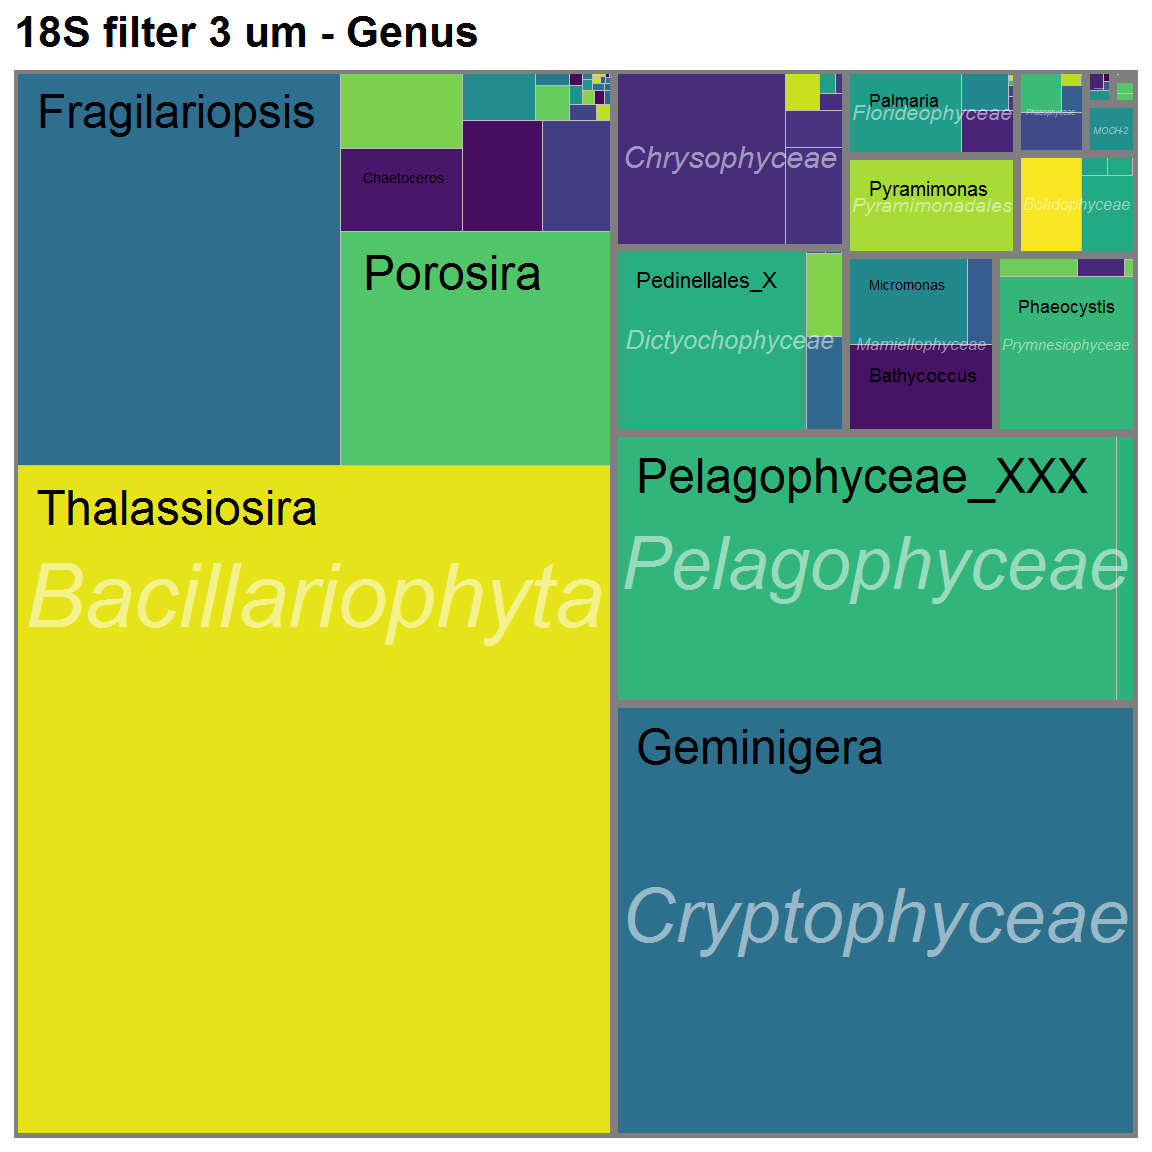 18S filter 3 um - Genus
Fragilariopsis
Chaetoceros
Porosira
Thalassiosira
Bacillariophyta
Chrysophyceae
Palmaria
Florideophyceae
Phaeophyceae
MOCH-2
Pyramimonas
Pyramimonadales
Bolidophyceae
Pedinellales_X
Dictyochophyceae
Micromonas
Mamiellophyceae
Bathycoccus
Phaeocystis
Prymnesiophyceae
Pelagophyceae_XXX
Pelagophyceae
Geminigera
Cryptophyceae